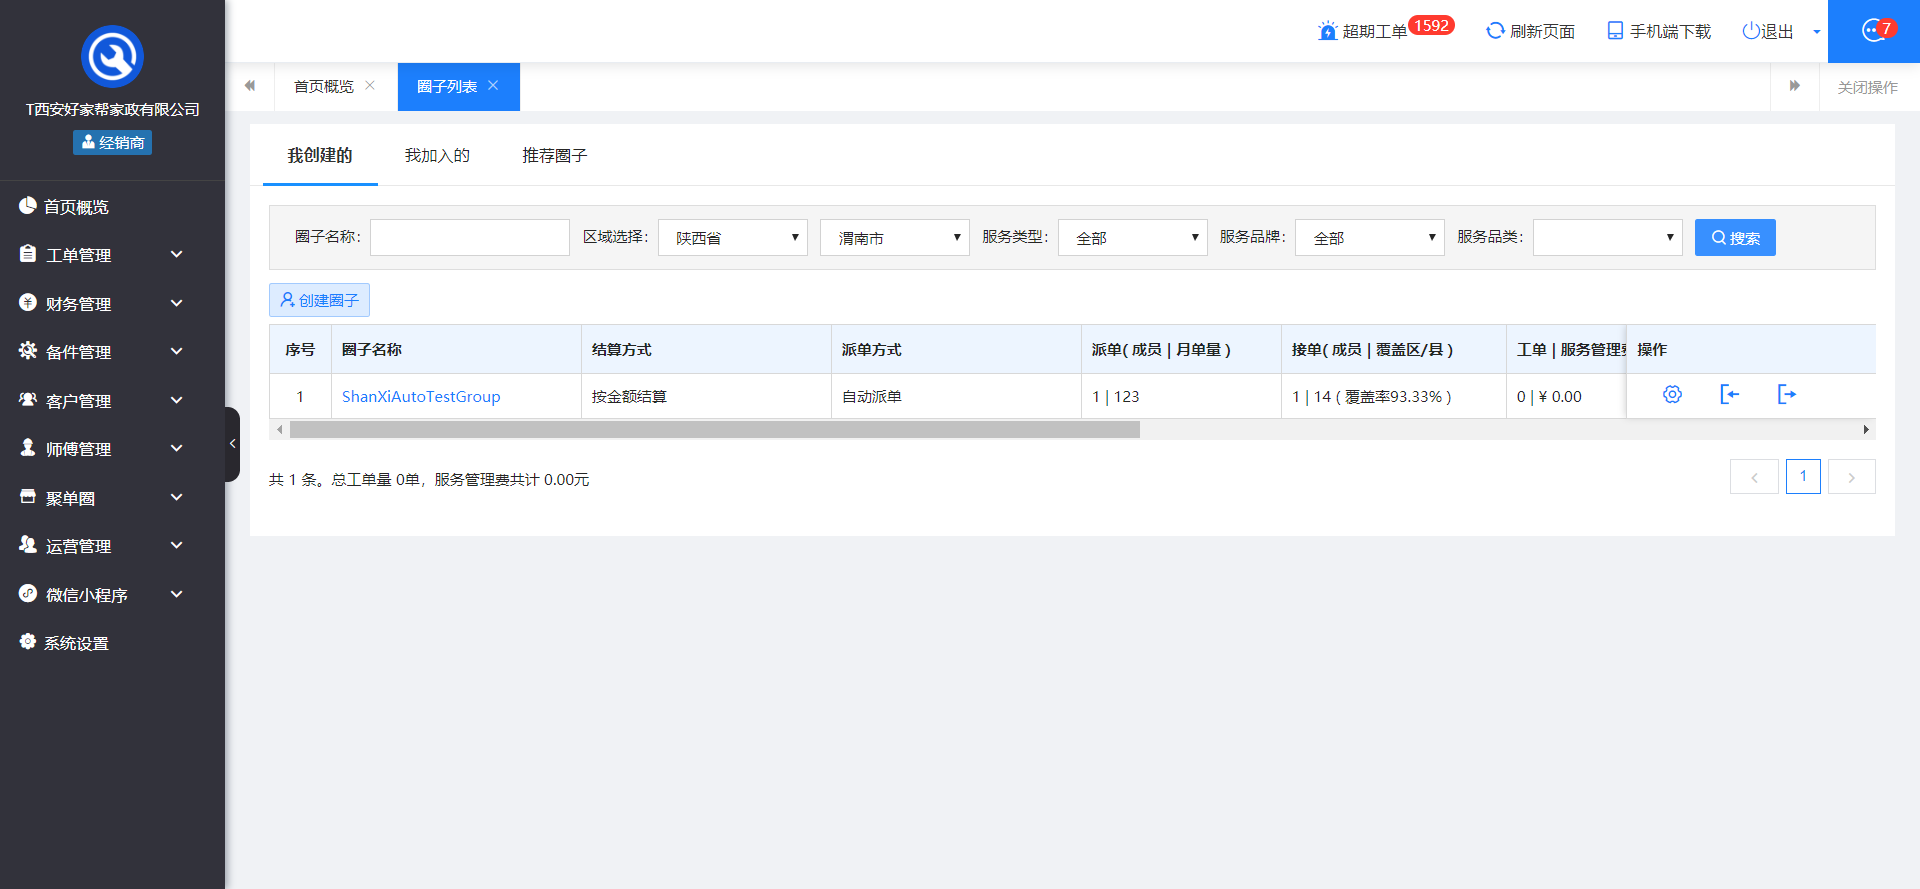 超期工单 1592 刷新页面 手机端下载 退出 7
T西安好家帮家政有限公司
经销商
首页概览
工单管理
财务管理
备件管理
客户管理
师傅管理
聚单圈
运营管理
微信小程序
系统设置
首页概览 圈子列表 关闭操作
我创建的 我加入的 推荐圈子
圈子名称: 区域选择: 陕西省 渭南市 服务类型: 全部 服务品牌: 全部 服务品类: 搜索
创建圈子
序号 圈子名称 结算方式 派单方式 派单( 成员 | 月单量 ) 接单( 成员 | 覆盖区/县 ) 工单 | 服务管理 操作
1 ShanXiAutoTestGroup 按金额结算 自动派单 1 | 123 1 | 14 ( 覆盖率93.33% ) 0 | ¥ 0.00
共 1 条。总工单量 0单，服务管理费共计 0.00元
1